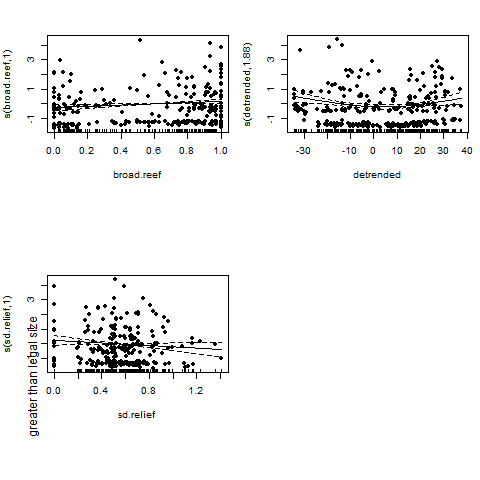 s(broad.reef,1)
3
1
-1
0.0 0.2 0.4 0.6 0.8 1.0
broad.reef
s(detrended,1.88)
3
1
-1
-30 -10 0 10 20 30 40
detrended
s(sd.relief,1)
greater than legal size
3
1
-1
0.0 0.4 0.8 1.2
sd.relief